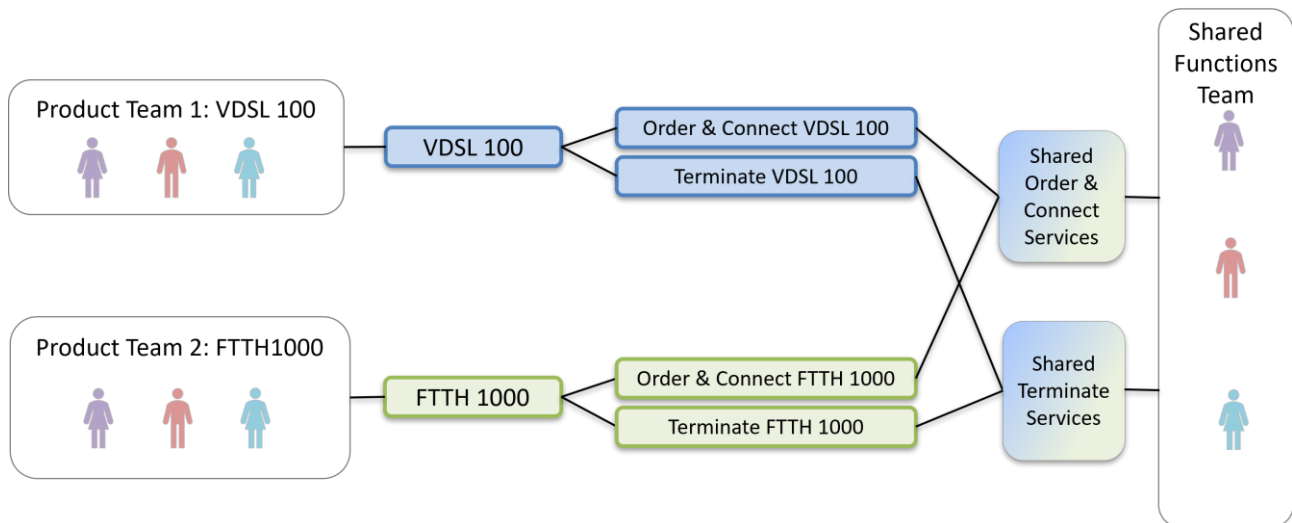 Product Team 1: VDSL 100
VDSL 100
Order & Connect VDSL 100
Terminate VDSL 100
Product Team 2: FTTH1000
FTTH 1000
Order & Connect FTTH 1000
Terminate FTTH 1000
Shared
Order &
Connect
Services
Shared
Terminate
Services
Shared
Functions
Team